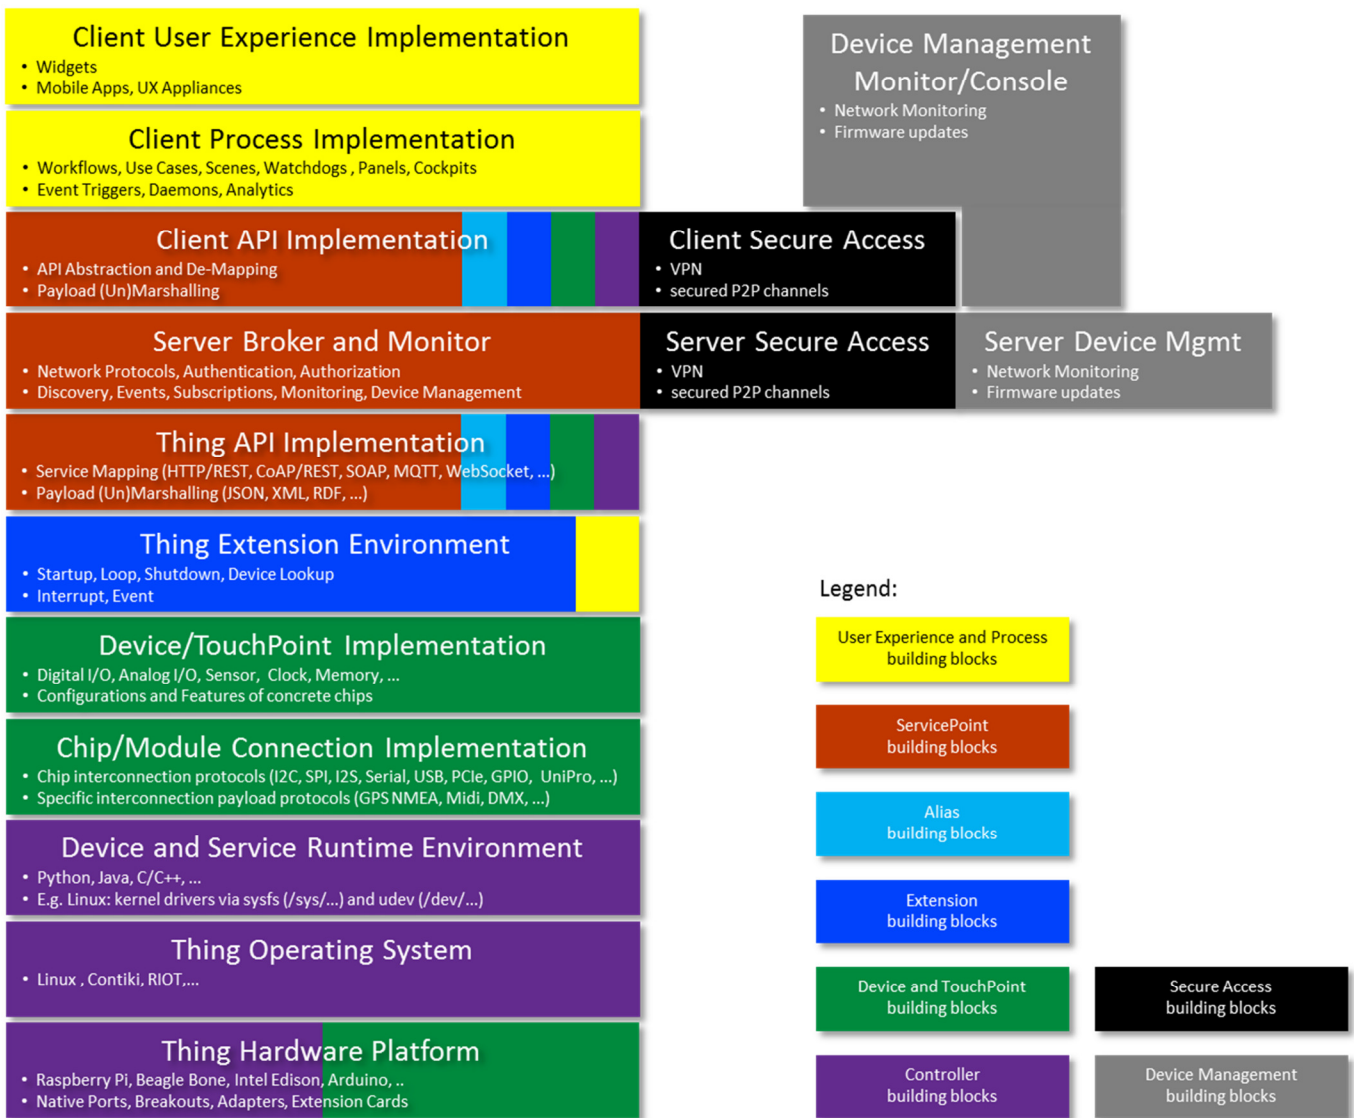 Client User Experience Implementation
• Widgets
• Mobile Apps, UX Appliances
Device Management
Monitor/Console
• Network Monitoring
• Firmware updates
Client Process Implementation
• Workflows, Use Cases, Scenes, Watchdogs , Panels, Cockpits
• Event Triggers, Daemons, Analytics
Client API Implementation
• API Abstraction and De-Mapping
• Payload (Un)Marshalling
Client Secure Access
• VPN
• secured P2P channels
Server Broker and Monitor
• Network Protocols, Authentication, Authorization
• Discovery, Events, Subscriptions, Monitoring, Device Management
Server Secure Access
• VPN
• secured P2P channels
Server Device Mgmt
• Network Monitoring
• Firmware updates
Thing API Implementation
• Service Mapping (HTTP/REST, CoAP/REST, SOAP, MQTT, WebSocket, ...)
• Payload (Un)Marshalling (JSON, XML, RDF, ...)
Thing Extension Environment
• Startup, Loop, Shutdown, Device Lookup
• Interrupt, Event
Device/TouchPoint Implementation
• Digital I/O, Analog I/O, Sensor, Clock, Memory, ...
• Configurations and Features of concrete chips
Chip/Module Connection Implementation
• Chip interconnection protocols (I2C, SPI, I2S, Serial, USB, PCIe, GPIO, UniPro, ...)
• Specific interconnection payload protocols (GPS NMEA, Midi, DMX, ...)
Device and Service Runtime Environment
• Python, Java, C/C++, ...
• E.g. Linux: kernel drivers via sysfs (/sys/...) and udev (/dev/...)
Thing Operating System
• Linux , Contiki, RIOT,...
Thing Hardware Platform
• Raspberry Pi, Beagle Bone, Intel Edison, Arduino, ..
• Native Ports, Breakouts, Adapters, Extension Cards
Legend:
User Experience and Process
building blocks
ServicePoint
building blocks
Alias
building blocks
Extension
building blocks
Device and TouchPoint
building blocks
Secure Access
building blocks
Controller
building blocks
Device Management
building blocks